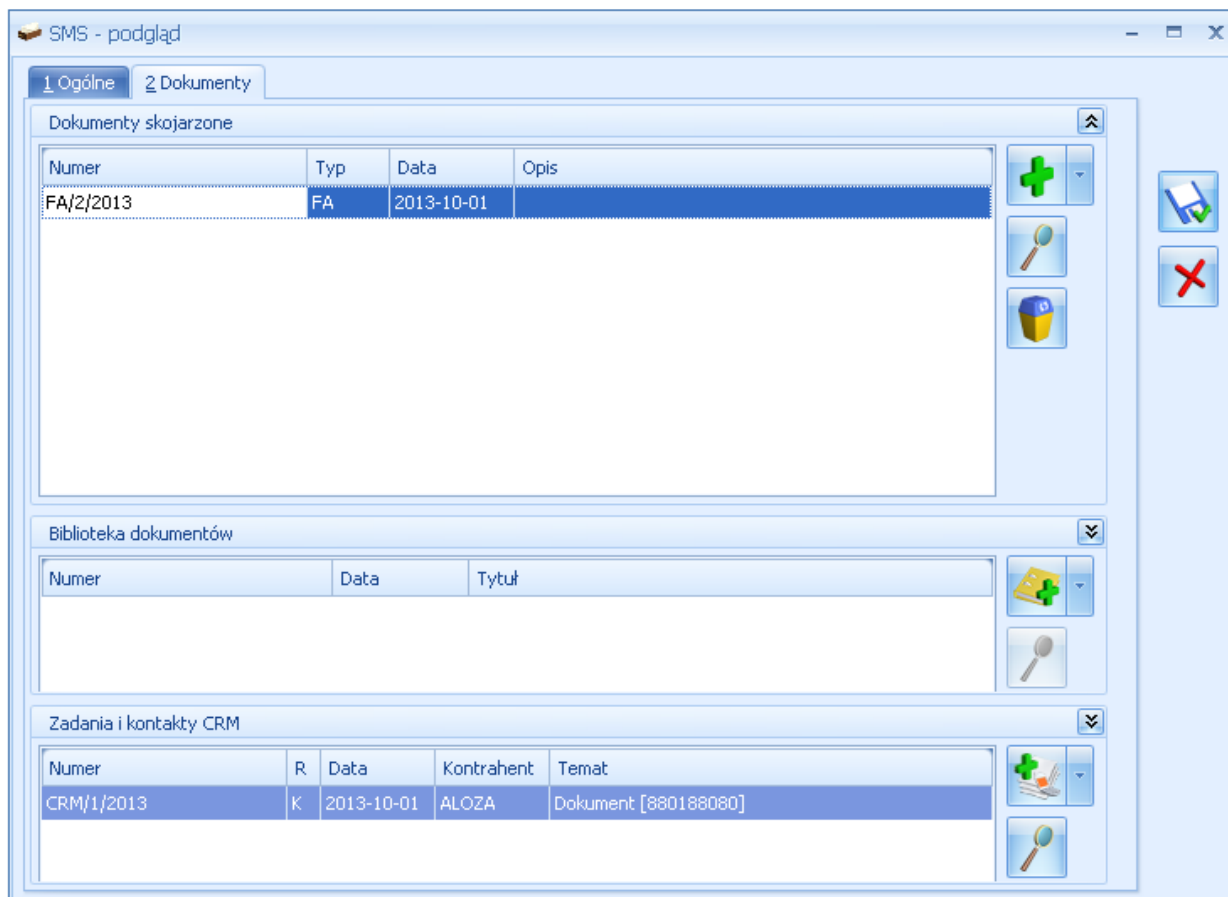 SMS - podgląd
1 Ogólne 2 Dokumenty
Dokumenty skojarzone
Numer Typ Data Opis
FA/2/2013 FA 2013-10-01
Biblioteka dokumentów
Numer Data Tytuł
Zadania i kontakty CRM
Numer R Data Kontrahent Temat
CRM/1/2013 K 2013-10-01 ALOZA Dokument [880188080]